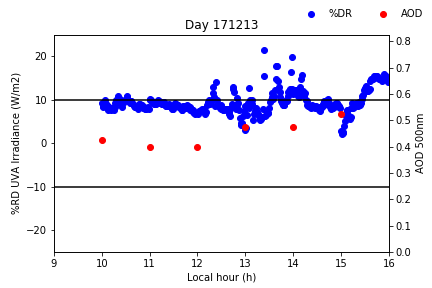 %DR AOD
Day 171213
20
10
0
−10
−20
%RD UVA Irradiance (W/m2)
0.8
0.7
0.6
0.5
0.4
0.3
0.2
0.1
0.0
AOD 500nm
9 10 11 12 13 14 15 16
Local hour (h)